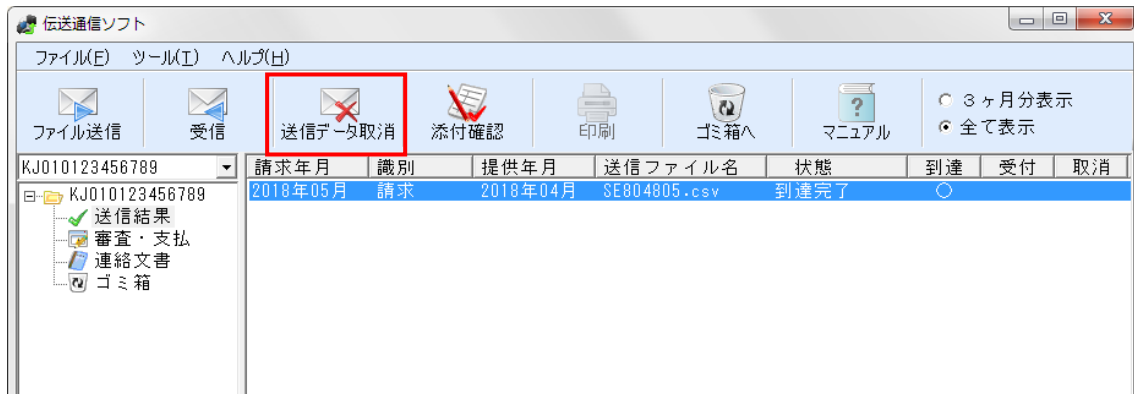 伝送通信ソフト
ファイル(F) ツール(T) ヘルプ(H)
ファイル送信 受信 送信データ取消 添付確認 印刷 ゴミ箱へ マニュアル
3ヶ月分表示
全て表示
KJ010123456789
請求年月 識別 提供年月 送信ファイル名 状態 到達 受付 取消
2018年05月 請求 2018年04月 SE804805.csv 到達完了 ○
KJ010123456789
送信結果
審査・支払
連絡文書
ゴミ箱